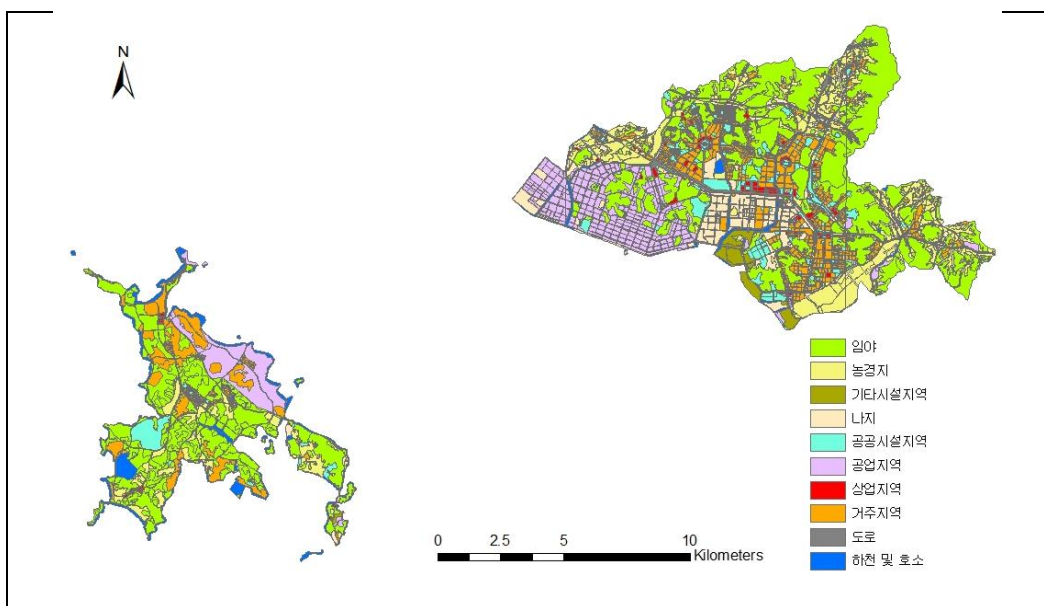 N
임야
농경지
기타시설지역
나지
공공시설지역
공업지역
상업지역
거주지역
도로
하천 및 호소
0 2.5 5 10
Kilometers